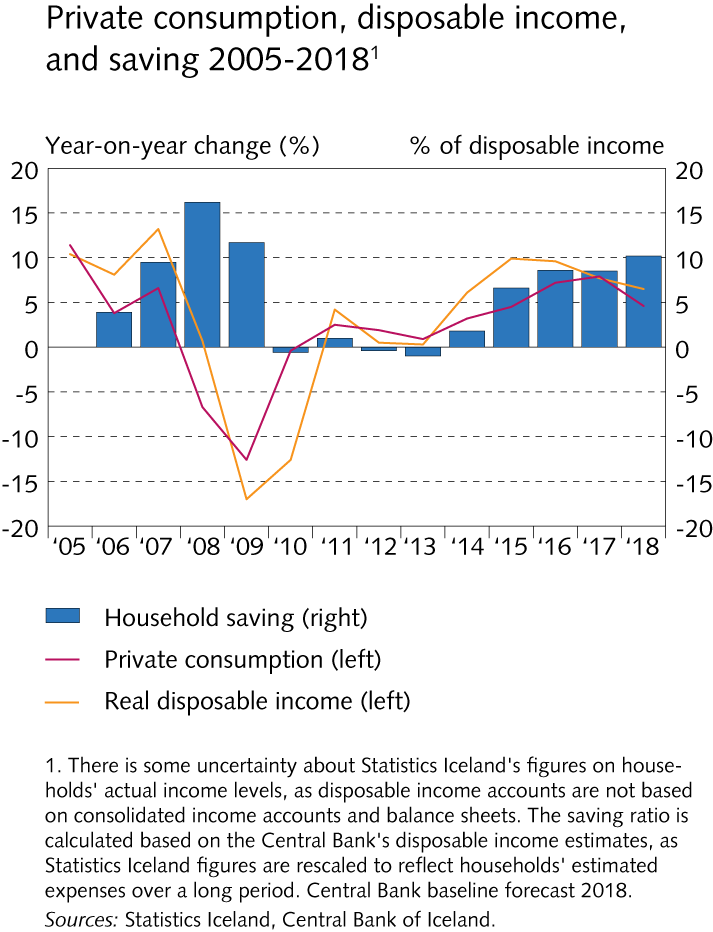 Private consumption, disposable income,
and saving 2005-2018¹
Year-on-year change (%) % of disposable income
20 20
15 15
10 10
5 5
0 0
-5 -5
-10 -10
-15 -15
-20 -20
‘05 ‘06 ‘07 ‘08 ‘09 ‘10 ‘11 ‘12 ‘13 ‘14 ‘15 ‘16 ‘17 ‘18
Household saving (right)
Private consumption (left)
Real disposable income (left)
1. There is some uncertainty about Statistics Iceland's figures on house-
holds' actual income levels, as disposable income accounts are not based
on consolidated income accounts and balance sheets. The saving ratio is
calculated based on the Central Bank's disposable income estimates, as
Statistics Iceland figures are rescaled to reflect households' estimated
expenses over a long period. Central Bank baseline forecast 2018.
Sources: Statistics Iceland, Central Bank of Iceland.